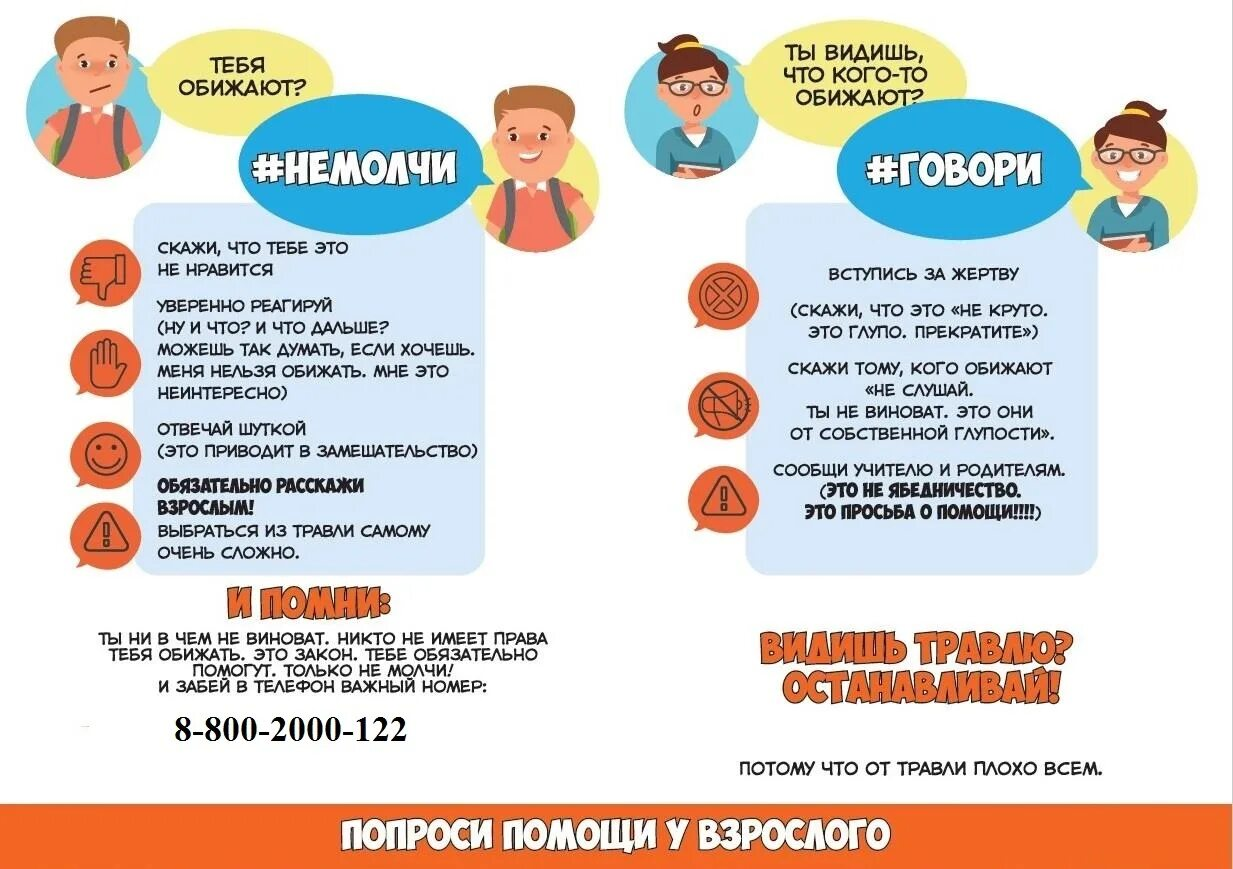 ТЕБЯ
ОБИЖАЮТ?
#НЕМОЛЧИ
СКАЖИ, ЧТО ТЕБЕ ЭТО
НЕ НРАВИТСЯ
УВЕРЕННО РЕАГИРУЙ
(НУ И ЧТО? И ЧТО ДАЛЬШЕ?
МОЖЕШЬ ТАК ДУМАТЬ, ЕСЛИ ХОЧЕШЬ.
МЕНЯ НЕЛЬЗЯ ОБИЖАТЬ. МНЕ ЭТО
НЕИНТЕРЕСНО)
ОТВЕЧАЙ ШУТКОЙ
(ЭТО ПРИВОДИТ В ЗАМЕШАТЕЛЬСТВО)
ОБЯЗАТЕЛЬНО РАССКАЖИ
ВЗРОСЛЫМ!
ВЫБРАТЬСЯ ИЗ ТРАВЛИ САМОМУ
ОЧЕНЬ СЛОЖНО.
И ПОМНИ:
ТЫ НИ В ЧЕМ НЕ ВИНОВАТ. НИКТО НЕ ИМЕЕТ ПРАВА
ТЕБЯ ОБИЖАТЬ. ЭТО ЗАКОН. ТЕБЕ ОБЯЗАТЕЛЬНО
ПОМОГУТ. ТОЛЬКО НЕ МОЛЧИ!
И ЗАБЕЙ В ТЕЛЕФОН ВАЖНЫЙ НОМЕР:
8-800-2000-122
ТЫ ВИДИШЬ,
ЧТО КОГО-ТО
ОБИЖАЮТ?
#ГОВОРИ
ВСТУПИСЬ ЗА ЖЕРТВУ
(СКАЖИ, ЧТО ЭТО «НЕ КРУТО.
ЭТО ГЛУПО. ПРЕКРАТИТЕ»)
СКАЖИ ТОМУ, КОГО ОБИЖАЮТ
«НЕ СЛУШАЙ.
ТЫ НЕ ВИНОВАТ. ЭТО ОНИ
ОТ СОБСТВЕННОЙ ГЛУПОСТИ».
СООБЩИ УЧИТЕЛЮ И РОДИТЕЛЯМ.
(ЭТО НЕ ЯБЕДНИЧЕСТВО.
ЭТО ПРОСЬБА О ПОМОЩИ!!!!)
ВИДИШЬ ТРАВЛЮ?
ОСТАНАВЛИВАЙ!
ПОТОМУ ЧТО ОТ ТРАВЛИ ПЛОХО ВСЕМ.
ПОПРОСИ ПОМОЩИ У ВЗРОСЛОГО